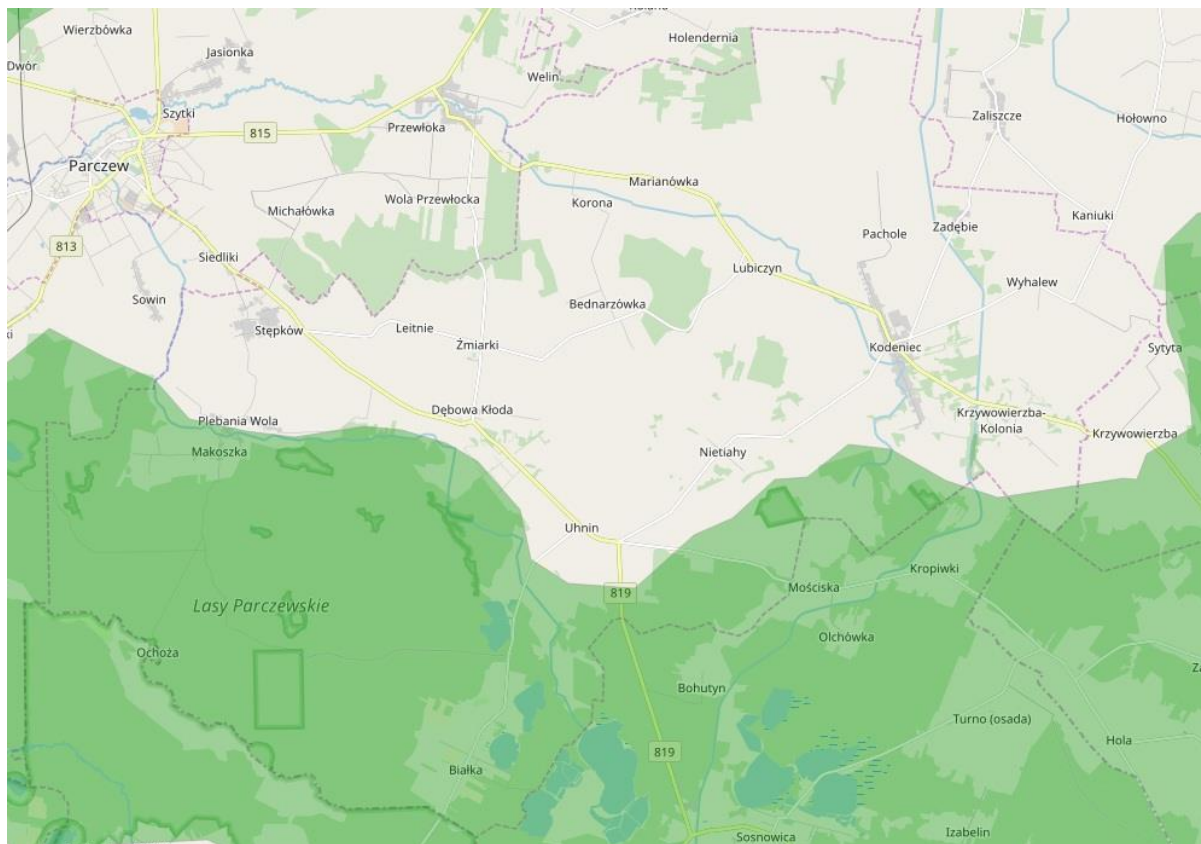 Wierzbówka
Holendernia
Jasionka
Dwór
Welin
Szytki
Zaliszcze
Hołowno
815
Przewłoka
Parczew
Marianówka
Michałówka
Wola Przewłocka
Korona
Kaniuki
Zadębie
Pachole
813
Siedliki
Lubiczyn
Wyhalew
Sowin
Bednarzówka
Stępków
Leitnie
Żmiarki
Kodeniec
Sytyta
Dębowa Kłoda
Krzywowierzba-
Kolonia
Plebania Wola
Krzywowierzba
Makoszka
Nietiahy
Uhnin
Kropiwki
Mościska
819
Lasy Parczewskie
Olchówka
Ochoża
Bohutyn
Turno (osada)
Hola
819
Białka
Sosnowica
Izabelin